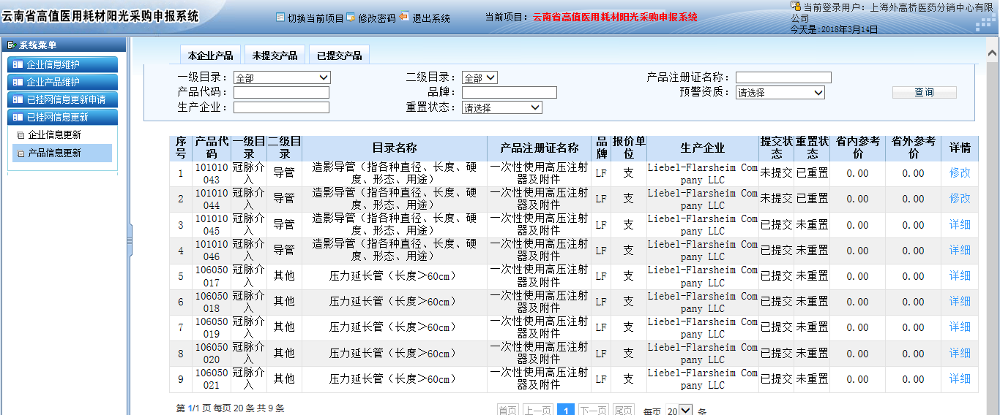 云南省高值医用耗材阳光采购申报系统
切换当前项目 修改密码 退出系统
当前项目：云南省高值医用耗材阳光采购申报系统
当前登录用户：上海外高桥医药分销中心有限
公司
今天是:2018年3月14日
系统菜单
企业信息维护
企业产品维护
已挂网信息更新申请
已挂网信息更新
企业信息更新
产品信息更新
本企业产品 未提交产品 已提交产品
一级目录： 全部 二级目录： 全部 产品注册证名称：
产品代码： 品牌： 预警资质： 请选择 查询
生产企业： 重置状态： 请选择
序号 产品代码 一级目录 二级目录 目录名称 产品注册证名称 品牌 报价单位 生产企业 提交状态 重置状态 省内参考价 省外参考价 详情
1 101010043 冠脉介入 导管 造影导管（指各种直径、长度、硬度、形态、用途） 一次性使用高压注射器及附件 LF 支 Liebel-Flarsheim Company LLC 未提交 已重置 0.00 0.00 修改
2 101010044 冠脉介入 导管 造影导管（指各种直径、长度、硬度、形态、用途） 一次性使用高压注射器及附件 LF 支 Liebel-Flarsheim Company LLC 未提交 已重置 0.00 0.00 修改
3 101010045 冠脉介入 导管 造影导管（指各种直径、长度、硬度、形态、用途） 一次性使用高压注射器及附件 LF 支 Liebel-Flarsheim Company LLC 已提交 未重置 0.00 0.00 详细
4 101010046 冠脉介入 导管 造影导管（指各种直径、长度、硬度、形态、用途） 一次性使用高压注射器及附件 LF 支 Liebel-Flarsheim Company LLC 已提交 未重置 0.00 0.00 详细
5 106050017 冠脉介入 其他 压力延长管（长度＞60cm） 一次性使用高压注射器及附件 LF 支 Liebel-Flarsheim Company LLC 已提交 未重置 0.00 0.00 详细
6 106050018 冠脉介入 其他 压力延长管（长度＞60cm） 一次性使用高压注射器及附件 LF 支 Liebel-Flarsheim Company LLC 已提交 未重置 0.00 0.00 详细
7 106050019 冠脉介入 其他 压力延长管（长度＞60cm） 一次性使用高压注射器及附件 LF 支 Liebel-Flarsheim Company LLC 已提交 未重置 0.00 0.00 详细
8 106050020 冠脉介入 其他 压力延长管（长度＞60cm） 一次性使用高压注射器及附件 LF 支 Liebel-Flarsheim Company LLC 已提交 未重置 0.00 0.00 详细
9 106050021 冠脉介入 其他 压力延长管（长度＞60cm） 一次性使用高压注射器及附件 LF 支 Liebel-Flarsheim Company LLC 已提交 未重置 0.00 0.00 详细
第 1/1 页 每页 20 条 共 9 条 首页 上一页 1 下一页 尾页 每页 20 条